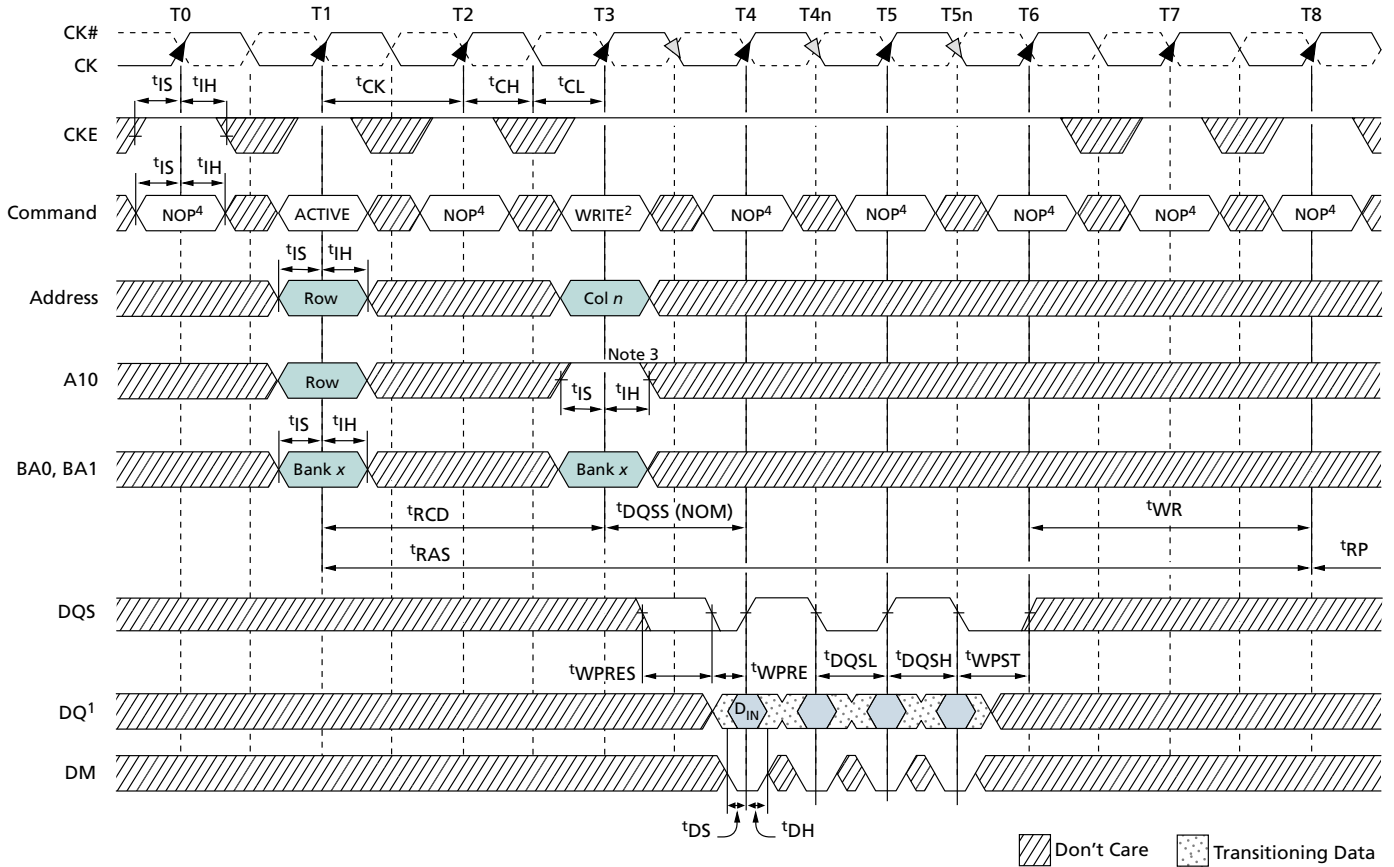 T0 T1 T2 T3 T4 T4n T5 T5n T6 T7 T8
CK#
CK
tIS tIH tCK tCH tCL
CKE
tIS tIH
Command NOP4 ACTIVE NOP4 WRITE2 NOP4 NOP4 NOP4 NOP4 NOP4
tIS tIH
Address Row Col n
Note 3
A10 Row
tIS tIH
tIS tIH
BA0, BA1 Bank x Bank x
tRCD tDQSS (NOM) tWR
tRAS tRP
DQS
tWPRES tWPRE tDQSL tDQSH tWPST
DQ1 DIN
DM
tDS tDH
Don't Care Transitioning Data